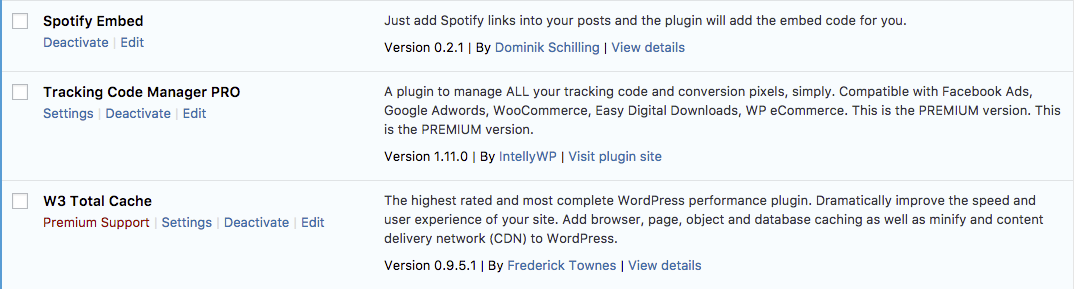 Spotify Embed
Just add Spotify links into your posts and the plugin will add the embed code for you.
Deactivate | Edit
Version 0.2.1 | By Dominik Schilling | View details
Tracking Code Manager PRO
A plugin to manage ALL your tracking code and conversion pixels, simply. Compatible with Facebook Ads,
Settings | Deactivate | Edit
Google Adwords, WooCommerce, Easy Digital Downloads, WP eCommerce. This is the PREMIUM version. This
is the PREMIUM version.
Version 1.11.0 | By IntellyWP | Visit plugin site
W3 Total Cache
The highest rated and most complete WordPress performance plugin. Dramatically improve the speed and
Premium Support | Settings | Deactivate | Edit
user experience of your site. Add browser, page, object and database caching as well as minify and content
delivery network (CDN) to WordPress.
Version 0.9.5.1 | By Frederick Townes | View details